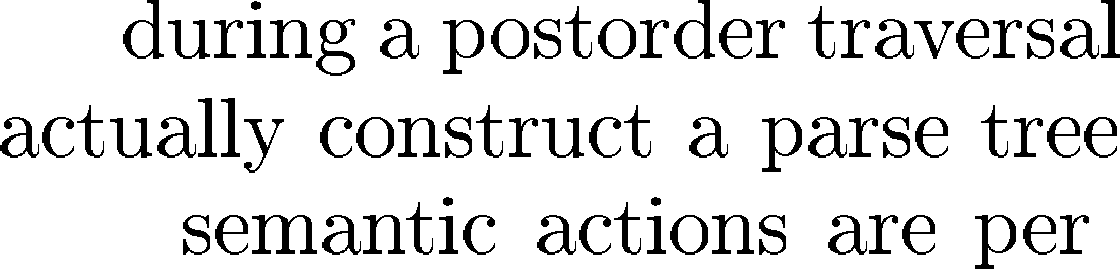 during a postorder traversal
actually construct a parse tree
semantic actions are per